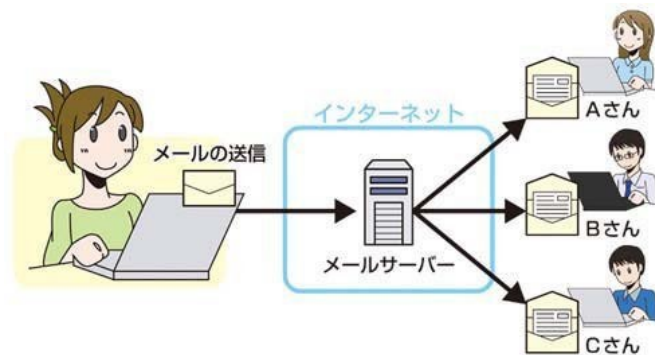 インターネット
メールの送信
メールサーバー
Aさん
Bさん
Cさん